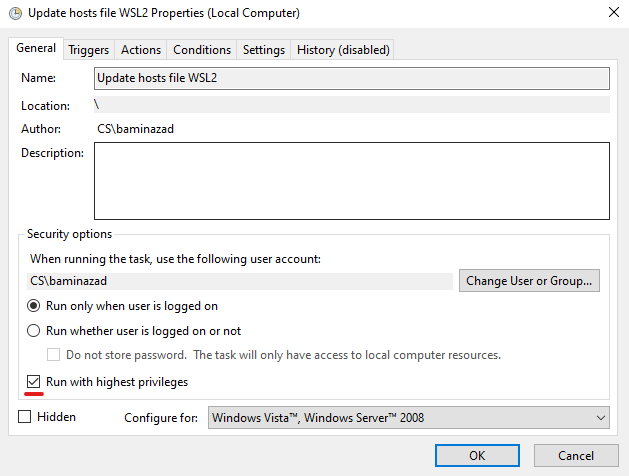 Update hosts file WSL2 Properties (Local Computer)
General Triggers Actions Conditions Settings History (disabled)
Name: Update hosts file WSL2
Location: \
Author: CS\baminazad
Description:
Security options
When running the task, use the following user account:
CS\baminazad Change User or Group...
Run only when user is logged on
Run whether user is logged on or not
Do not store password. The task will only have access to local computer resources.
Run with highest privileges
Hidden Configure for: Windows Vista™, Windows Server™ 2008
OK Cancel